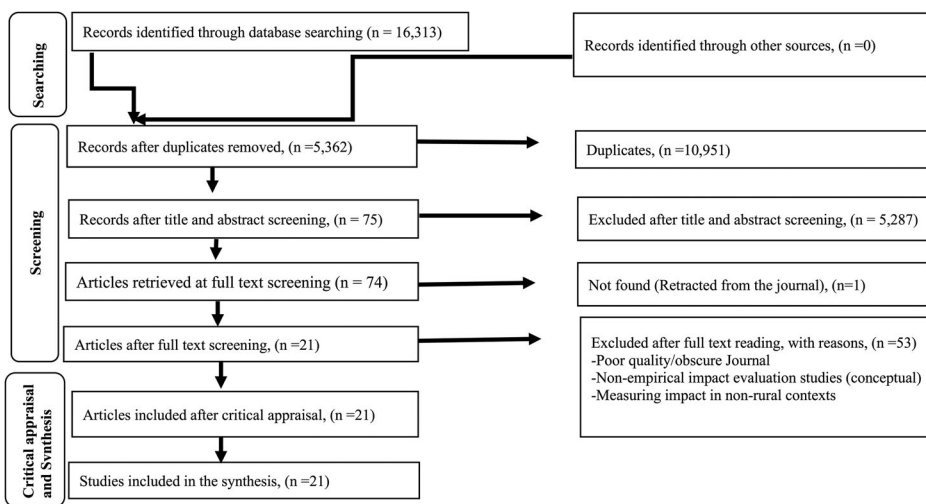 Searching
Records identified through database searching (n = 16,313)
Records identified through other sources, (n =0)
Screening
Records after duplicates removed, (n =5,362)
Duplicates, (n =10,951)
Records after title and abstract screening, (n = 75)
Excluded after title and abstract screening, (n = 5,287)
Articles retrieved at full text screening (n = 74)
Not found (Retracted from the journal), (n=1)
Articles after full text screening, (n =21)
Excluded after full text reading, with reasons, (n =53)
-Poor quality/obscure Journal
-Non-empirical impact evaluation studies (conceptual)
-Measuring impact in non-rural contexts
Critical appraisal
and Synthesis
Articles included after critical appraisal, (n =21)
Studies included in the synthesis, (n =21)